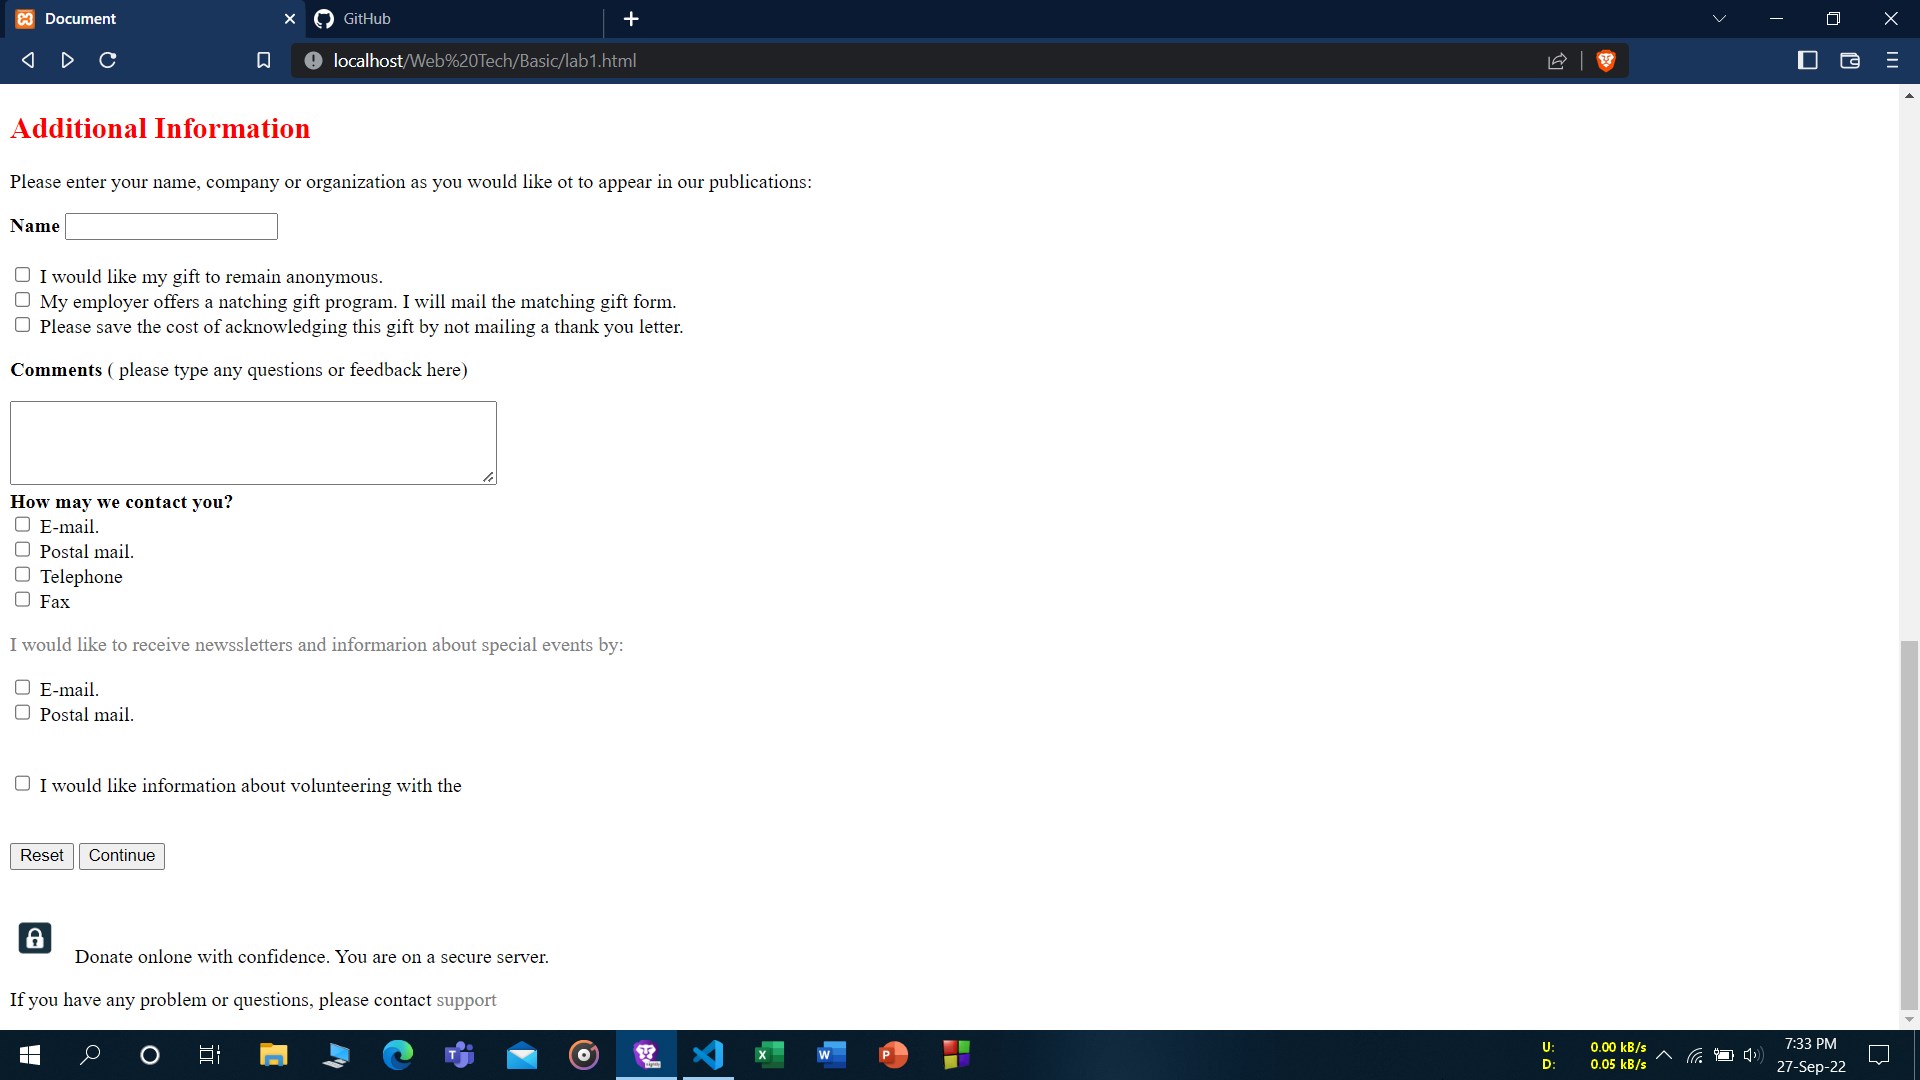 Document
GitHub
localhost/Web%20Tech/Basic/lab1.html
Additional Information
Please enter your name, company or organization as you would like ot to appear in our publications:
Name
I would like my gift to remain anonymous.
My employer offers a natching gift program. I will mail the matching gift form.
Please save the cost of acknowledging this gift by not mailing a thank you letter.
Comments ( please type any questions or feedback here)
How may we contact you?
E-mail.
Postal mail.
Telephone
Fax
I would like to receive newssletters and informarion about special events by:
E-mail.
Postal mail.
I would like information about volunteering with the
Reset Continue
Donate onlone with confidence. You are on a secure server.
If you have any problem or questions, please contact support
U: 0.00 kB/s
D: 0.05 kB/s
7:33 PM
27-Sep-22